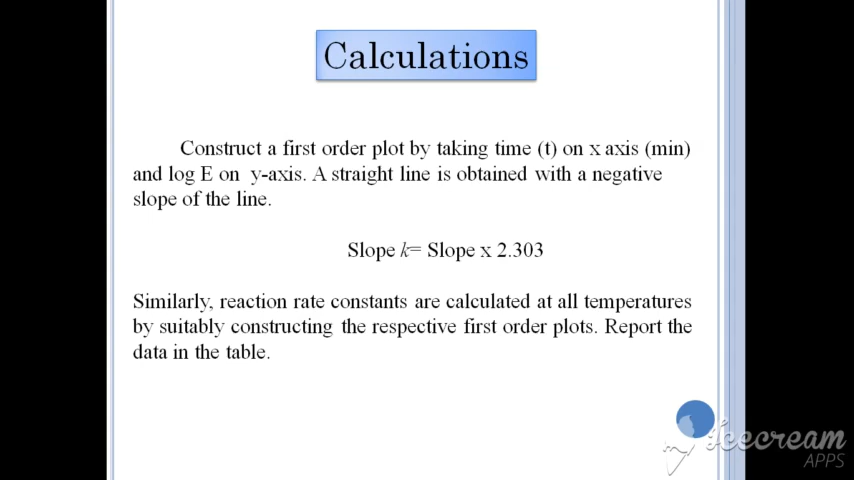 Calculations
Construct a first order plot by taking time (t) on x axis (min)
and log E on y-axis. A straight line is obtained with a negative
slope of the line.
Slope k= Slope x 2.303
Similarly, reaction rate constants are calculated at all temperatures
by suitably constructing the respective first order plots. Report the
data in the table.
Icecream
APPS